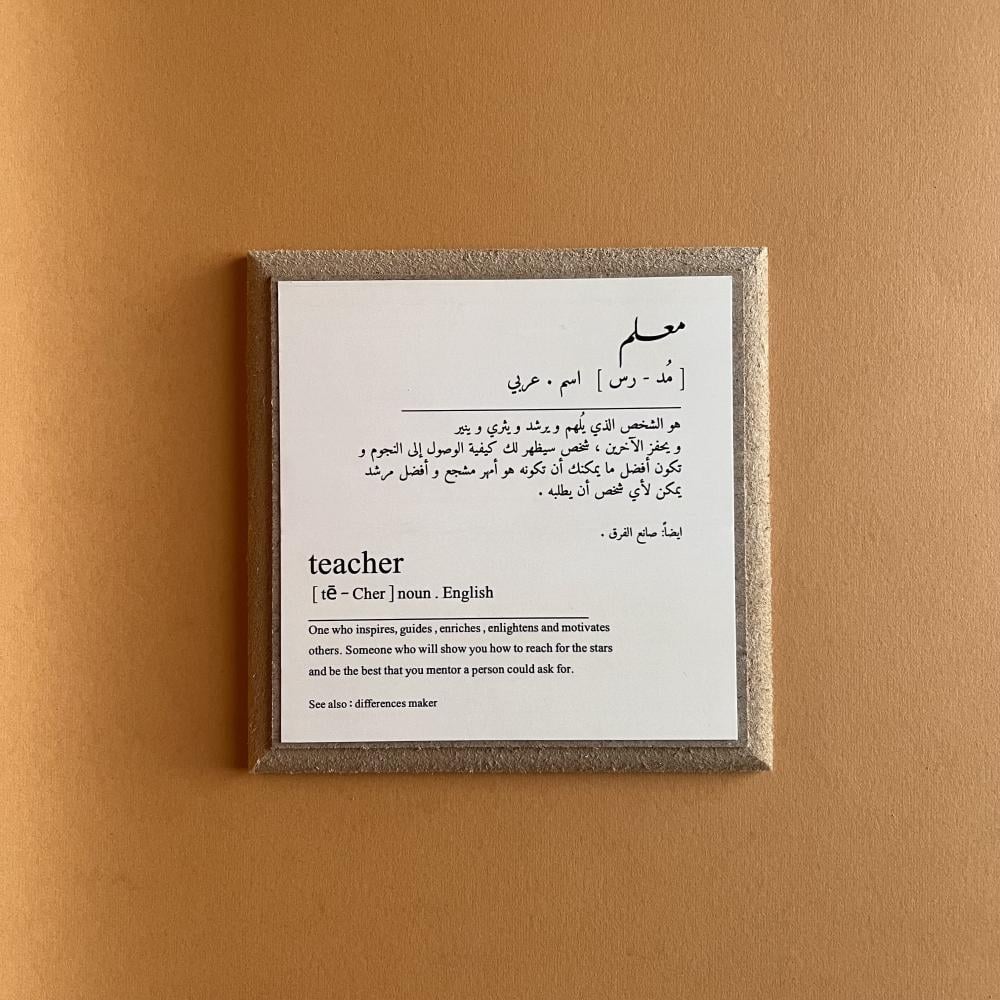 معلم
[ مُد - رس ] اسم . عربي
هو الشخص الذي يُلهم و يرشد و يثري و ينير
و يحفز الآخرين ، شخص سيظهر لك كيفية الوصول إلى النجوم و
تكون أفضل ما يمكنك أن تكونه هو أمهر مشجع و أفضل مرشد
يمكن لأي شخص أن يطلبه .
ايضاً: صانع الفرق .
teacher
[ tē - Cher ] noun . English
One who inspires, guides , enriches , enlightens and motivates
others. Someone who will show you how to reach for the stars
and be the best that you mentor a person could ask for.
See also : differences maker